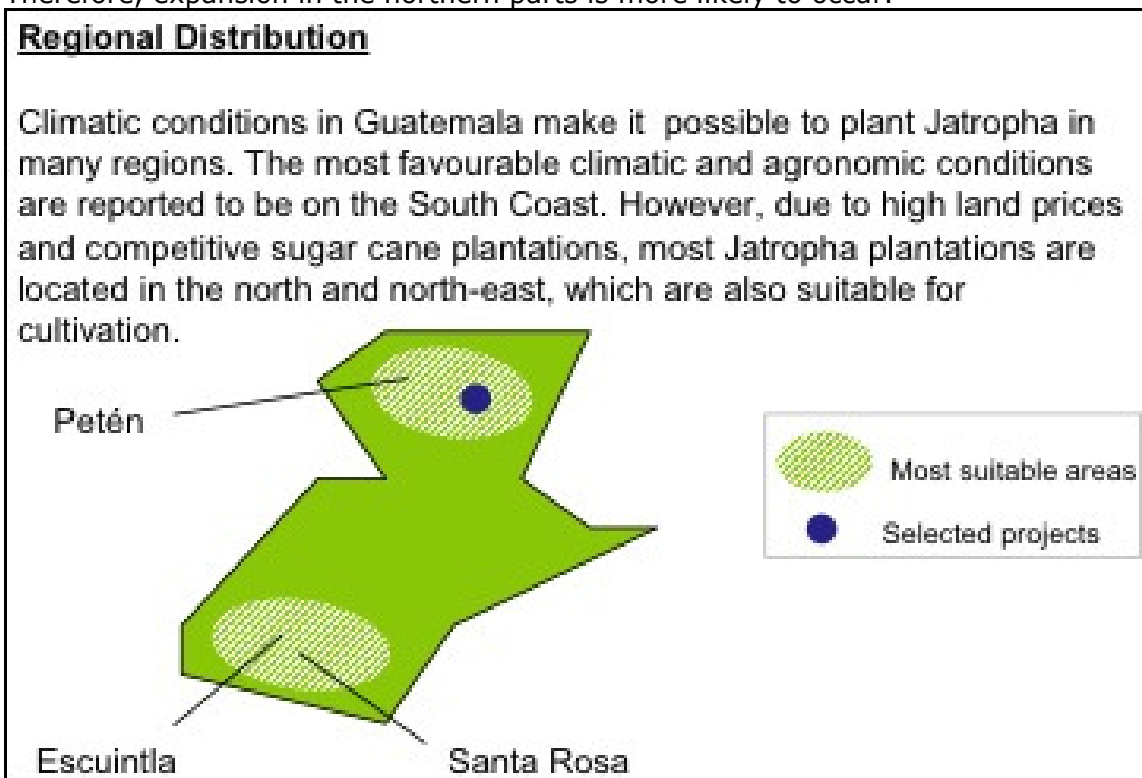 Therefore, expansion in the northern parts is more likely to occur.
Regional Distribution
Climatic conditions in Guatemala make it possible to plant Jatropha in
many regions. The most favourable climatic and agronomic conditions
are reported to be on the South Coast. However, due to high land prices
and competitive sugar cane plantations, most Jatropha plantations are
located in the north and north-east, which are also suitable for
cultivation.
Petén
Most suitable areas
Selected projects
Escuintla
Santa Rosa